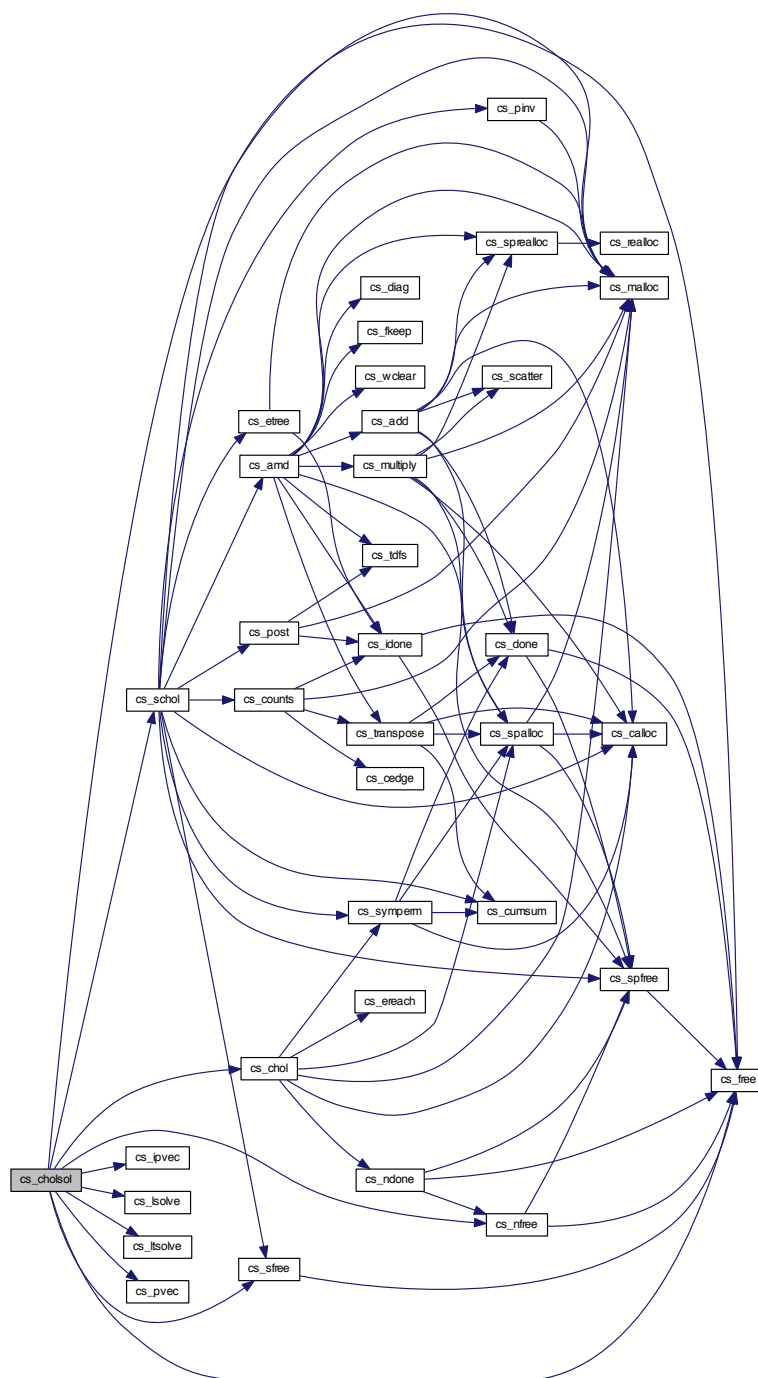 cs_pinv
cs_sprealloc
cs_realloc
cs_diag
cs_malloc
cs_fkeep
cs_wclear
cs_scatter
cs_etree
cs_add
cs_amd
cs_multiply
cs_tdfs
cs_post
cs_idone
cs_done
cs_schol
cs_counts
cs_transpose
cs_spalloc
cs_calloc
cs_cedge
cs_symperm
cs_cumsum
cs_spfree
cs_ereach
cs_chol
cs_free
cs_ipvec
cs_cholsol
cs_ndone
cs_lsolve
cs_nfree
cs_ltsolve
cs_sfree
cs_pvec